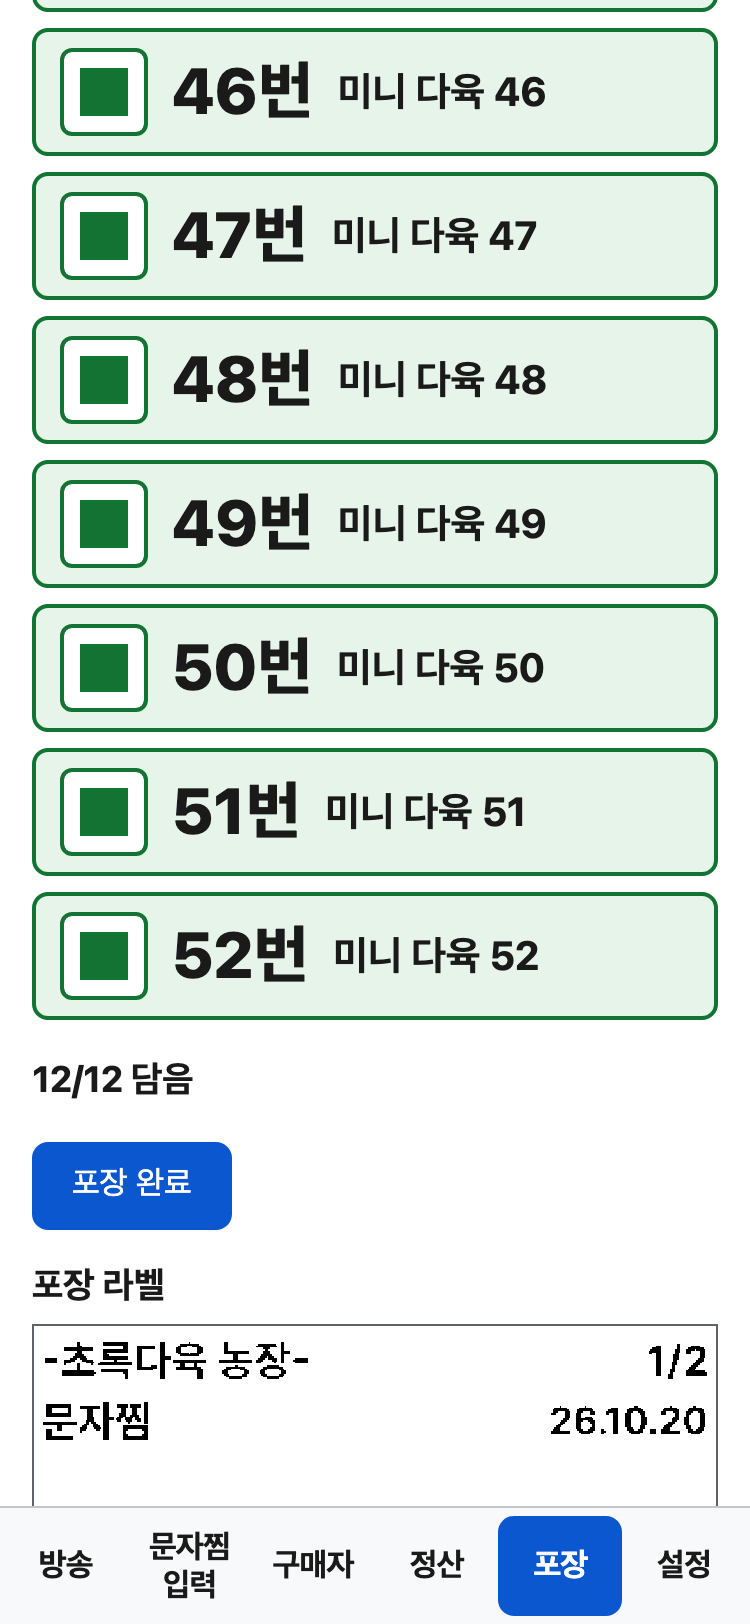 46번 미니 다육 46
47번 미니 다육 47
48번 미니 다육 48
49번 미니 다육 49
50번 미니 다육 50
51번 미니 다육 51
52번 미니 다육 52
12/12 담음
포장 완료
포장 라벨
-초록다육 농장- 1/2
문자찜 26.10.20
방송 문자찜 입력 구매자 정산 포장 설정